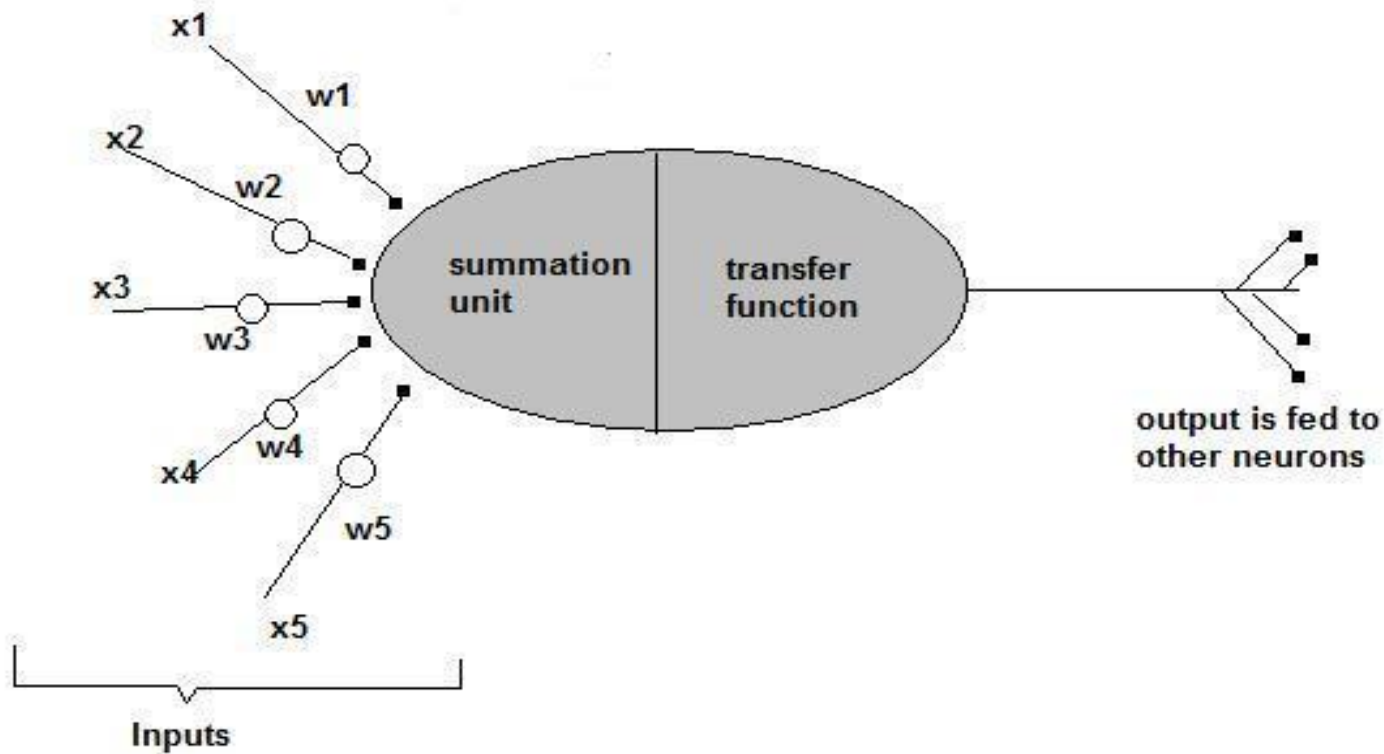 x1
w1
x2
w2
x3
w3
x4
w4
x5
w5
summation
unit
transfer
function
output is fed to
other neurons
Inputs